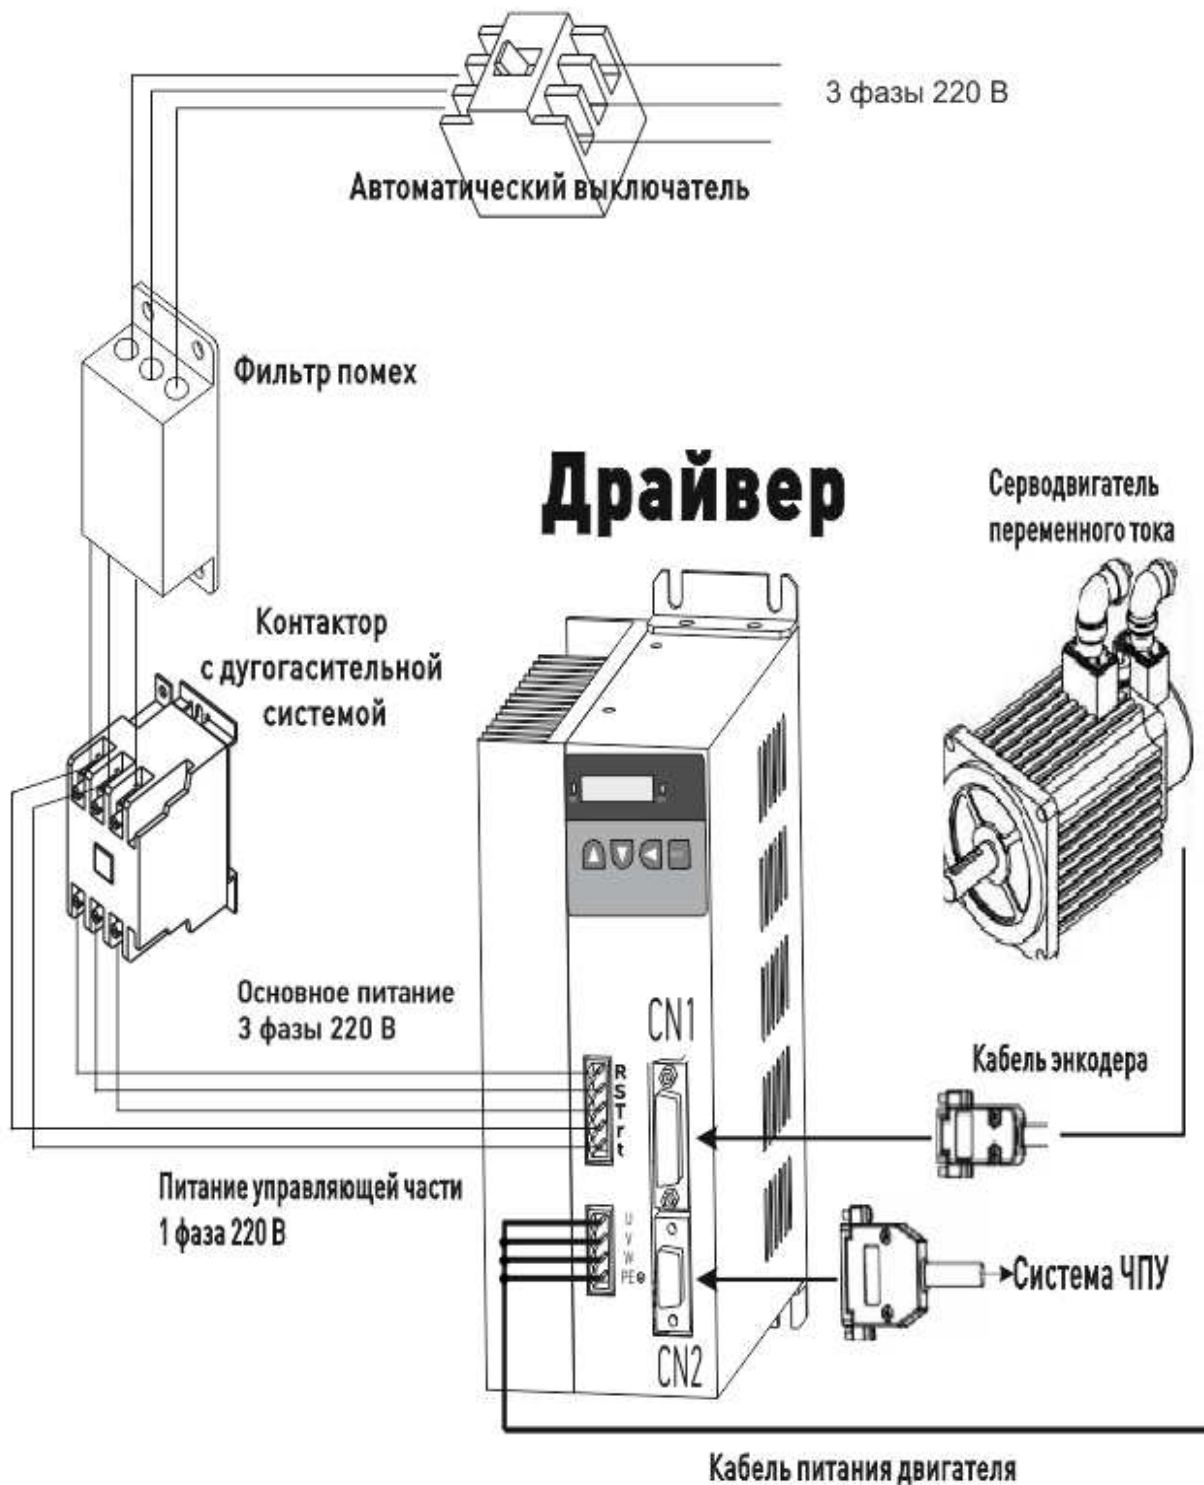 3 фазы 220 В
Автоматический выключатель
Фильтр помех
Драйвер
Серводвигатель
переменного тока
Контактор
с дугогасительной
системой
Основное питание
3 фазы 220 В
CN1
R
S
T
r
t
Кабель энкодера
Питание управляющей части
1 фаза 220 В
U
V
W
PE
Система ЧПУ
CN2
Кабель питания двигателя